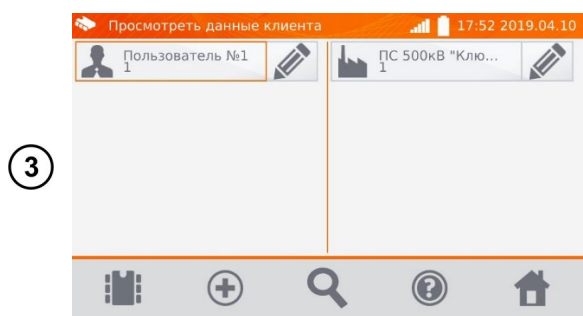 Просмотреть данные клиента 17:52 2019.04.10
Пользователь №1
1
ПС 500кВ "Клю...
1
3